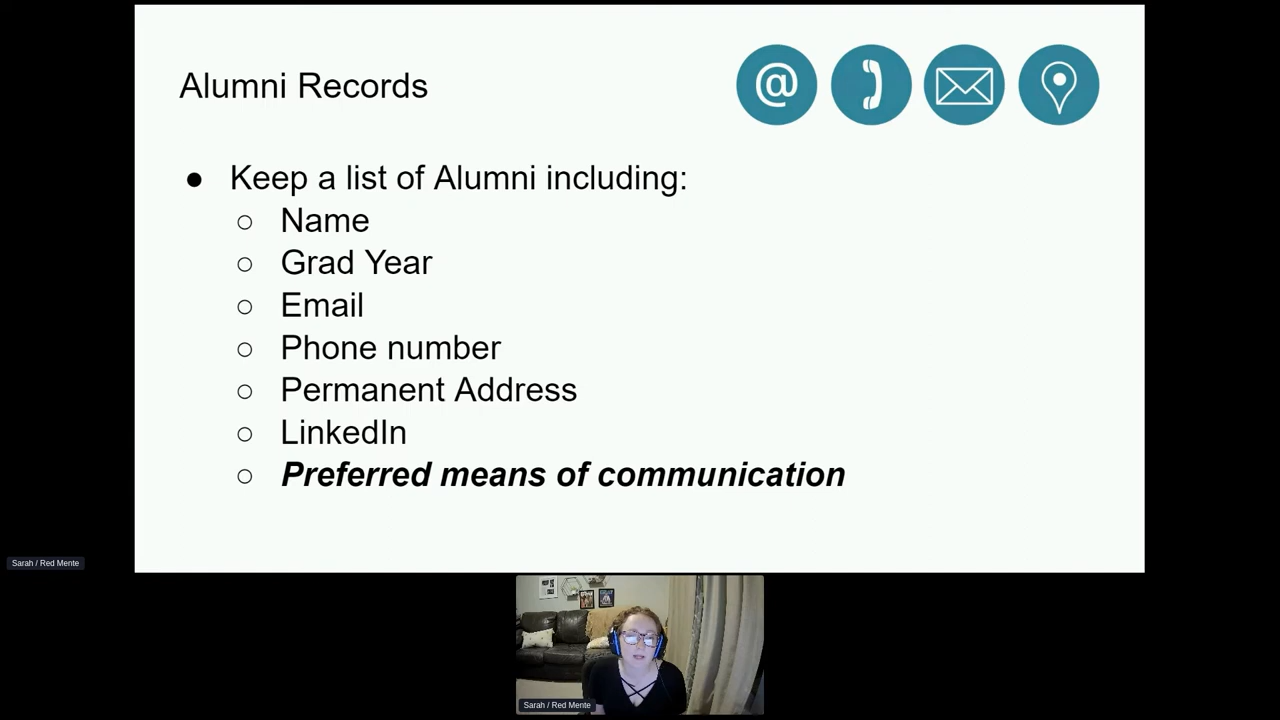 Alumni Records
@
● Keep a list of Alumni including:
○ Name
○ Grad Year
○ Email
○ Phone number
○ Permanent Address
○ LinkedIn
○ Preferred means of communication
Sarah / Red Mente
Sarah / Red Mente